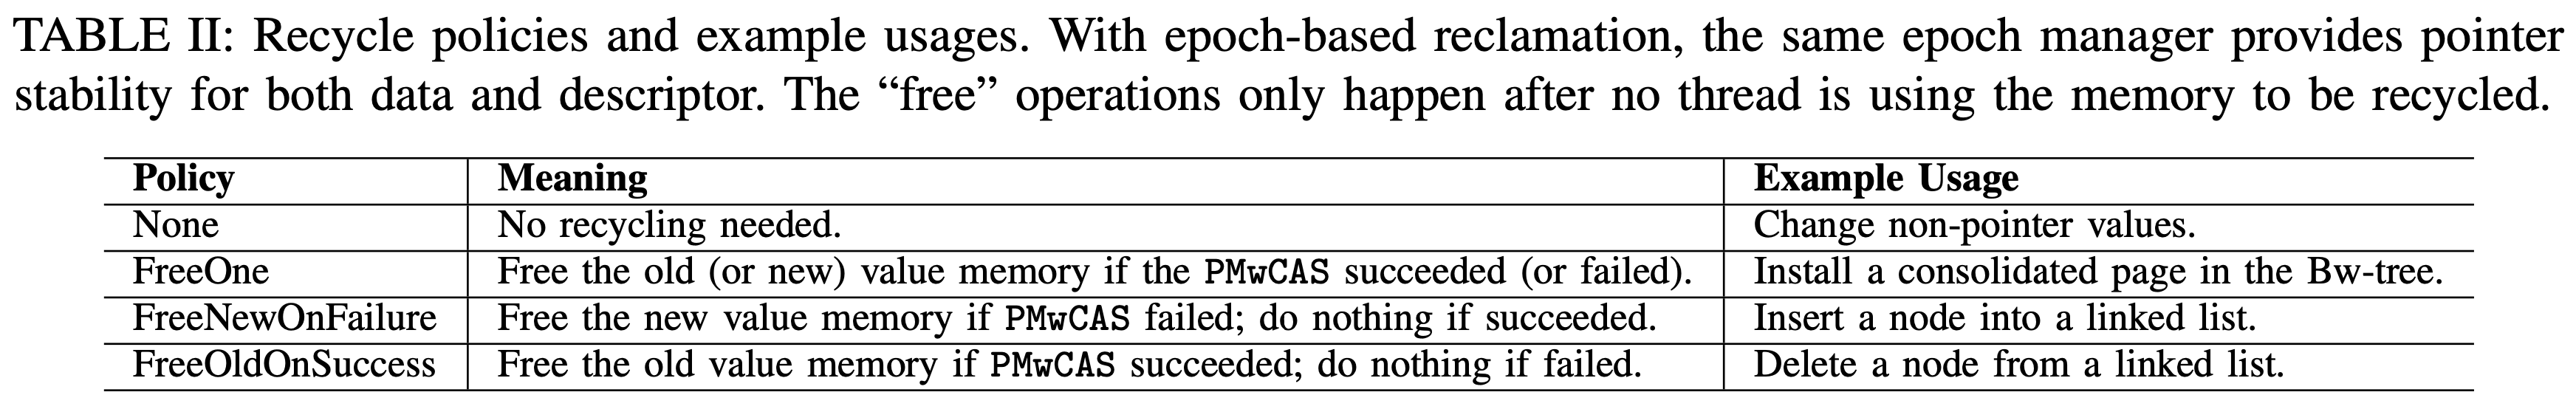 TABLE II: Recycle policies and example usages. With epoch-based reclamation, the same epoch manager provides pointer
stability for both data and descriptor. The “free” operations only happen after no thread is using the memory to be recycled.
Policy Meaning Example Usage
None No recycling needed. Change non-pointer values.
FreeOne Free the old (or new) value memory if the PMwCAS succeeded (or failed). Install a consolidated page in the Bw-tree.
FreeNewOnFailure Free the new value memory if PMwCAS failed; do nothing if succeeded. Insert a node into a linked list.
FreeOldOnSuccess Free the old value memory if PMwCAS succeeded; do nothing if failed. Delete a node from a linked list.